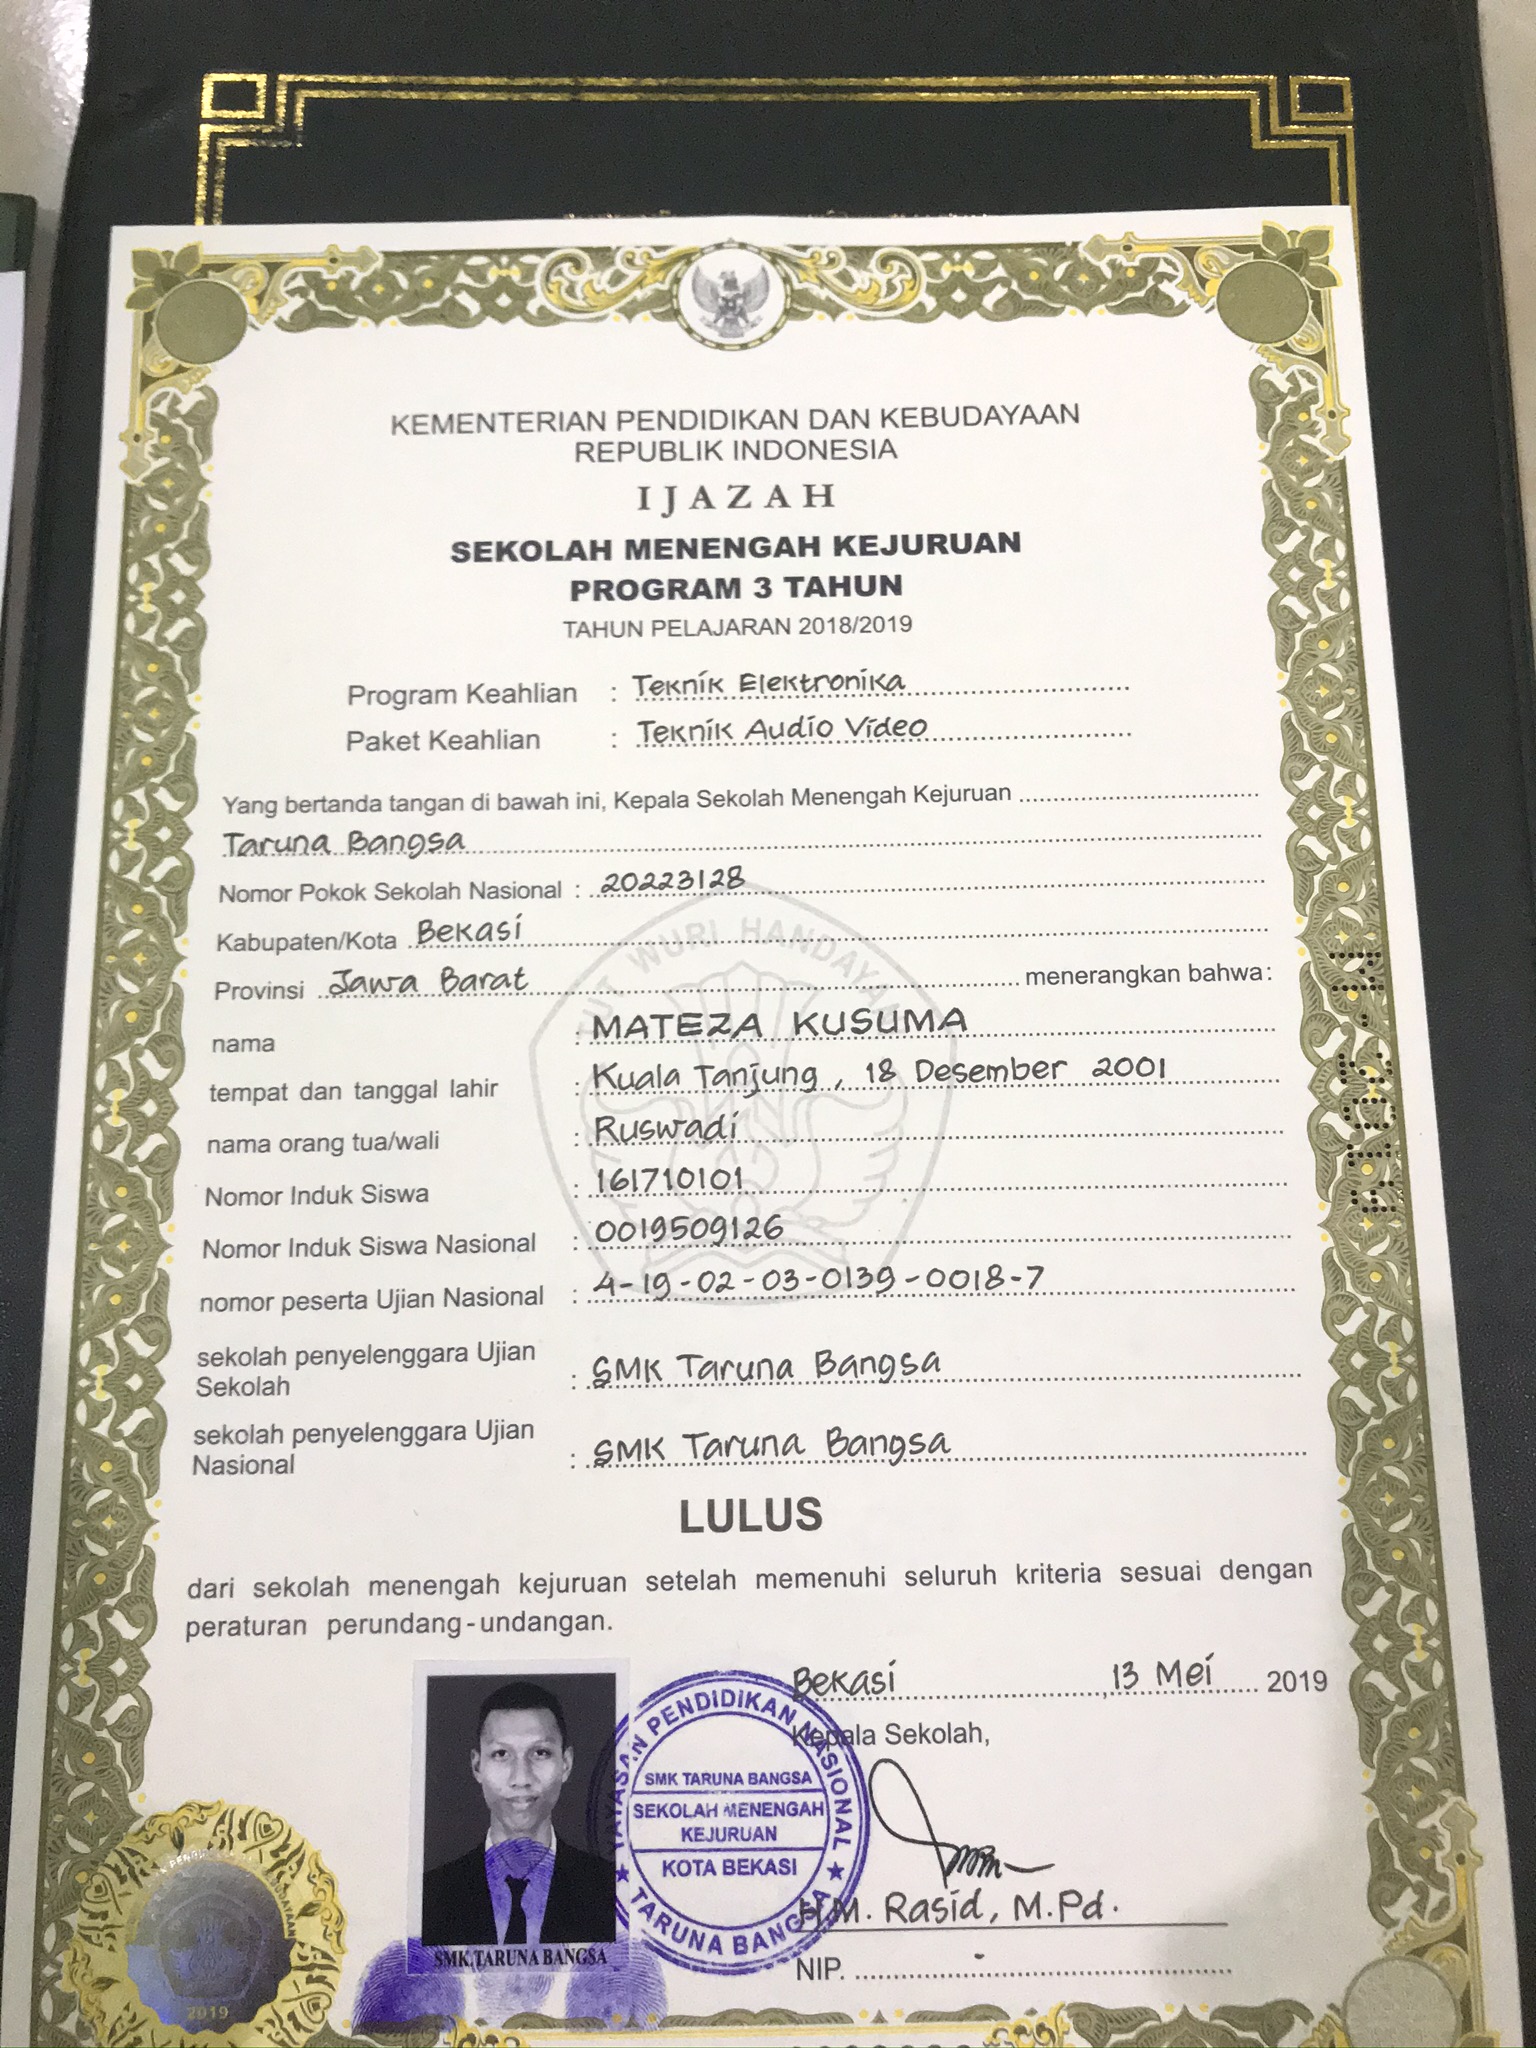 KEMENTERIAN PENDIDIKAN DAN KEBUDAYAAN
REPUBLIK INDONESIA
IJAZAH
SEKOLAH MENENGAH KEJURUAN
PROGRAM 3 TAHUN
TAHUN PELAJARAN 2018/2019
Program Keahlian : Teknik Elektronika
Paket Keahlian : Teknik Audio Video
Yang bertanda tangan di bawah ini, Kepala Sekolah Menengah Kejuruan
Taruna Bangsa
Nomor Pokok Sekolah Nasional : 20223128
Kabupaten/Kota Bekasi
Provinsi Jawa Barat menerangkan bahwa:
nama : MATEZA KUSUMA
tempat dan tanggal lahir : Kuala Tanjung, 18 Desember 2001
nama orang tua/wali : Ruswadi
Nomor Induk Siswa : 161710101
Nomor Induk Siswa Nasional : 0019509126
nomor peserta Ujian Nasional : 4-19-02-03-0139-0018-7
sekolah penyelenggara Ujian
Sekolah : SMK Taruna Bangsa
sekolah penyelenggara Ujian
Nasional : SMK Taruna Bangsa
LULUS
dari sekolah menengah kejuruan setelah memenuhi seluruh kriteria sesuai dengan
peraturan perundang-undangan.
Bekasi, 13 Mei 2019
Kepala Sekolah,
H.M. Rasid, M.Pd.
NIP. -
TUT WURI HANDAYANI
YAYASAN PENDIDIKAN NASIONAL
SMK TARUNA BANGSA
SEKOLAH MENENGAH
KEJURUAN
KOTA BEKASI
TARUNA BANGSA
SMK.TARUNA BANGSA
2019